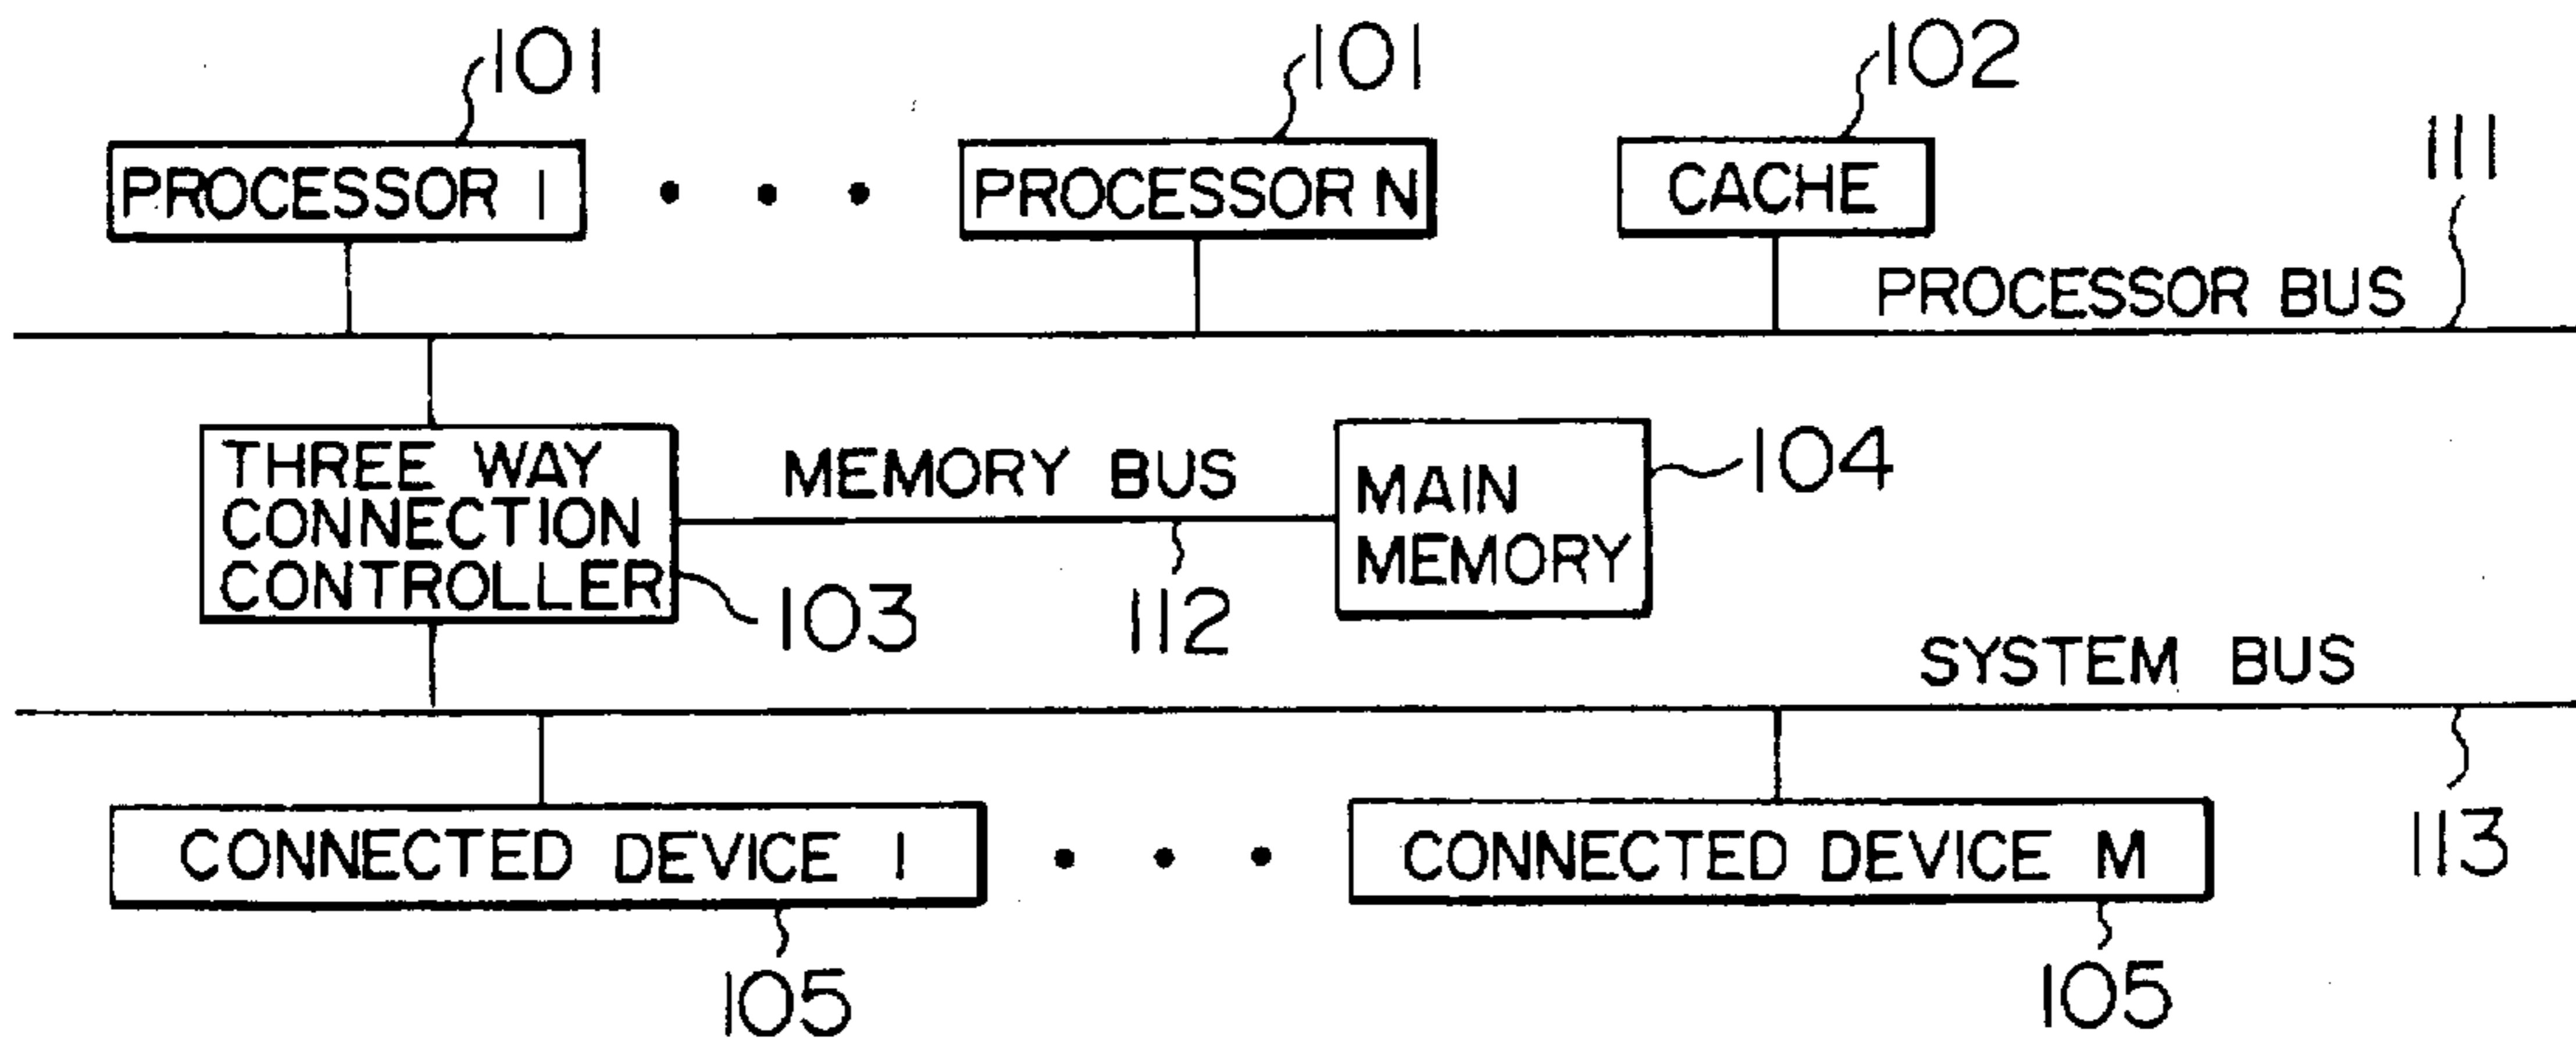 101
101
102
111
PROCESSOR 1
PROCESSOR N
CACHE
PROCESSOR BUS
THREE WAY
CONNECTION
CONTROLLER
103
MEMORY BUS
112
MAIN
MEMORY
104
SYSTEM BUS
113
CONNECTED DEVICE 1
CONNECTED DEVICE M
105
105